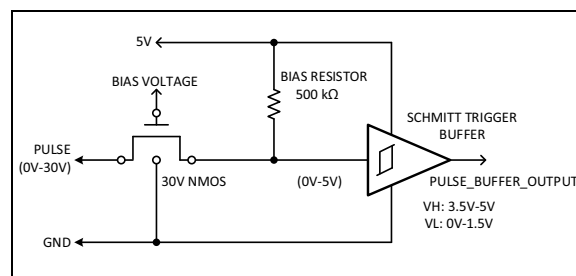 5V
BIAS VOLTAGE
BIAS RESISTOR
500 kΩ
SCHMITT TRIGGER
BUFFER
PULSE
(0V-30V)
30V NMOS
(0V-5V)
PULSE_BUFFER_OUTPUT
VH: 3.5V-5V
VL: 0V-1.5V
GND